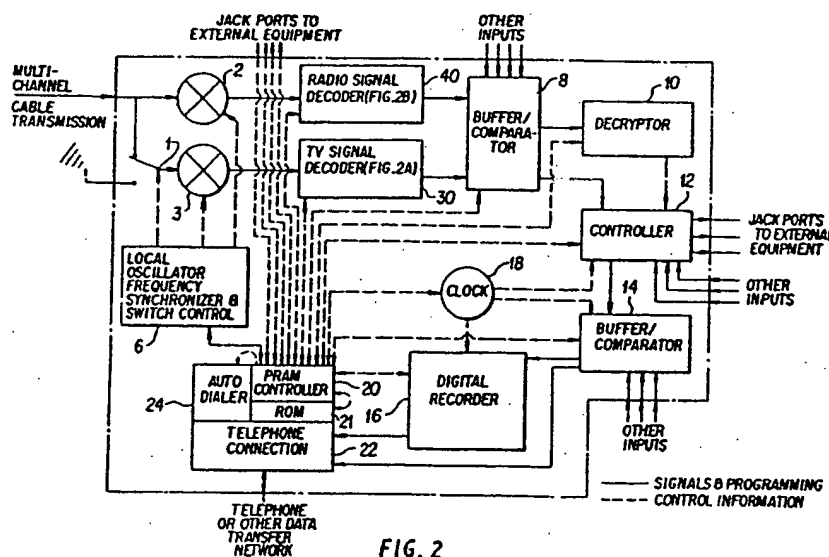 JACK PORTS TO
EXTERNAL EQUIPMENT
OTHER
INPUTS
MULTI-
CHANNEL
CABLE
TRANSMISSION
2
RADIO SIGNAL
DECODER(FIG.2B)
40
8
BUFFER/
COMPARA-
TOR
10
DECRYPTOR
1
3
TV SIGNAL
DECODER(FIG.2A)
30
12
CONTROLLER
JACK PORTS
TO EXTERNAL
EQUIPMENT
OTHER
INPUTS
LOCAL
OSCILLATOR
FREQUENCY
SYNCHRONIZER &
SWITCH CONTROL
6
18
CLOCK
14
BUFFER/
COMPARATOR
OTHER
INPUTS
24
AUTO
DIALER
PRAM
CONTROLLER
20
ROM
21
TELEPHONE
CONNECTION
22
16
DIGITAL
RECORDER
TELEPHONE
OR OTHER DATA
TRANSFER
NETWORK
SIGNALS & PROGRAMMING
CONTROL INFORMATION
FIG. 2